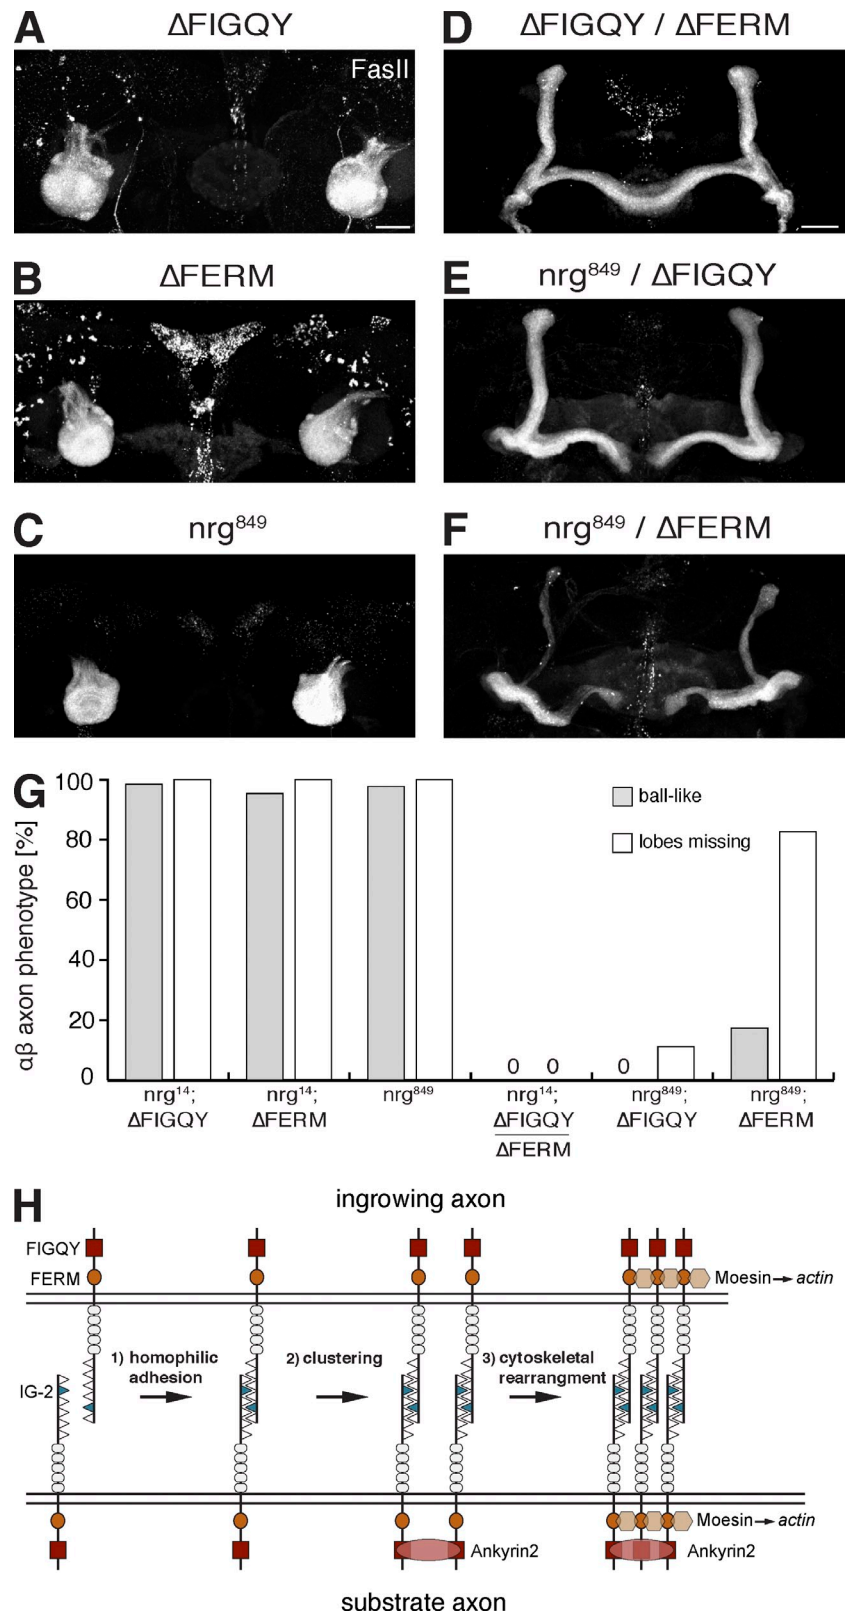 A
ΔFIGQY
FasII
B
ΔFERM
C
nrg849
D
ΔFIGQY / ΔFERM
E
nrg849 / ΔFIGQY
F
nrg849 / ΔFERM
G
αβ axon phenotype [%]
100
80
60
40
20
0
ball-like
lobes missing
0 0 0
nrg14; nrg14; nrg849 nrg14; nrg849; nrg849;
ΔFIGQY ΔFERM ΔFIGQY ΔFIGQY ΔFERM
ΔFERM
H
ingrowing axon
FIGQY
FERM
Moesin→actin
1) homophilic
adhesion
2) clustering
3) cytoskeletal
rearrangment
IG-2
Moesin→actin
Ankyrin2
Ankyrin2
substrate axon